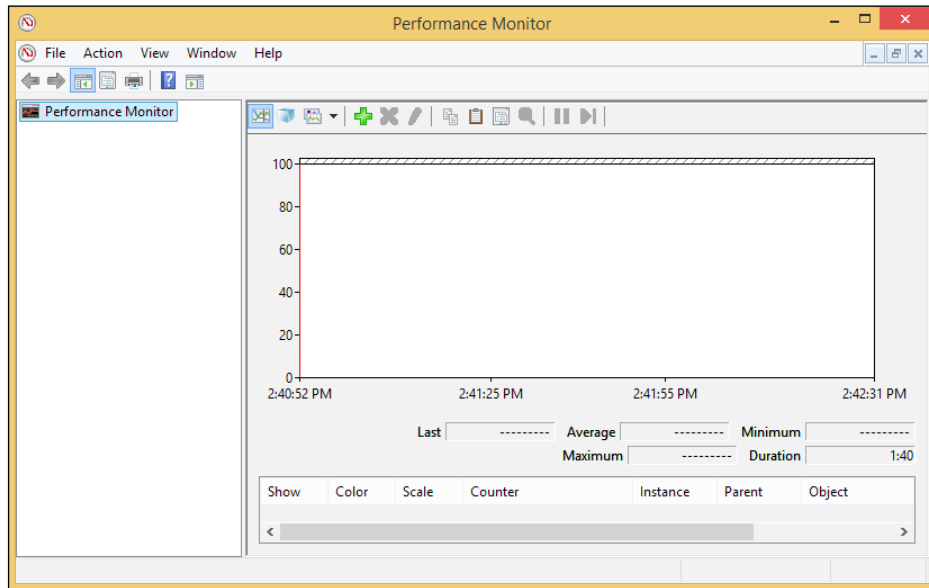 Performance Monitor
File Action View Window Help
Performance Monitor
100
80
60
40
20
0
2:40:52 PM 2:41:25 PM 2:41:55 PM 2:42:31 PM
Last --------- Average --------- Minimum ---------
Maximum --------- Duration 1:40
Show Color Scale Counter Instance Parent Object